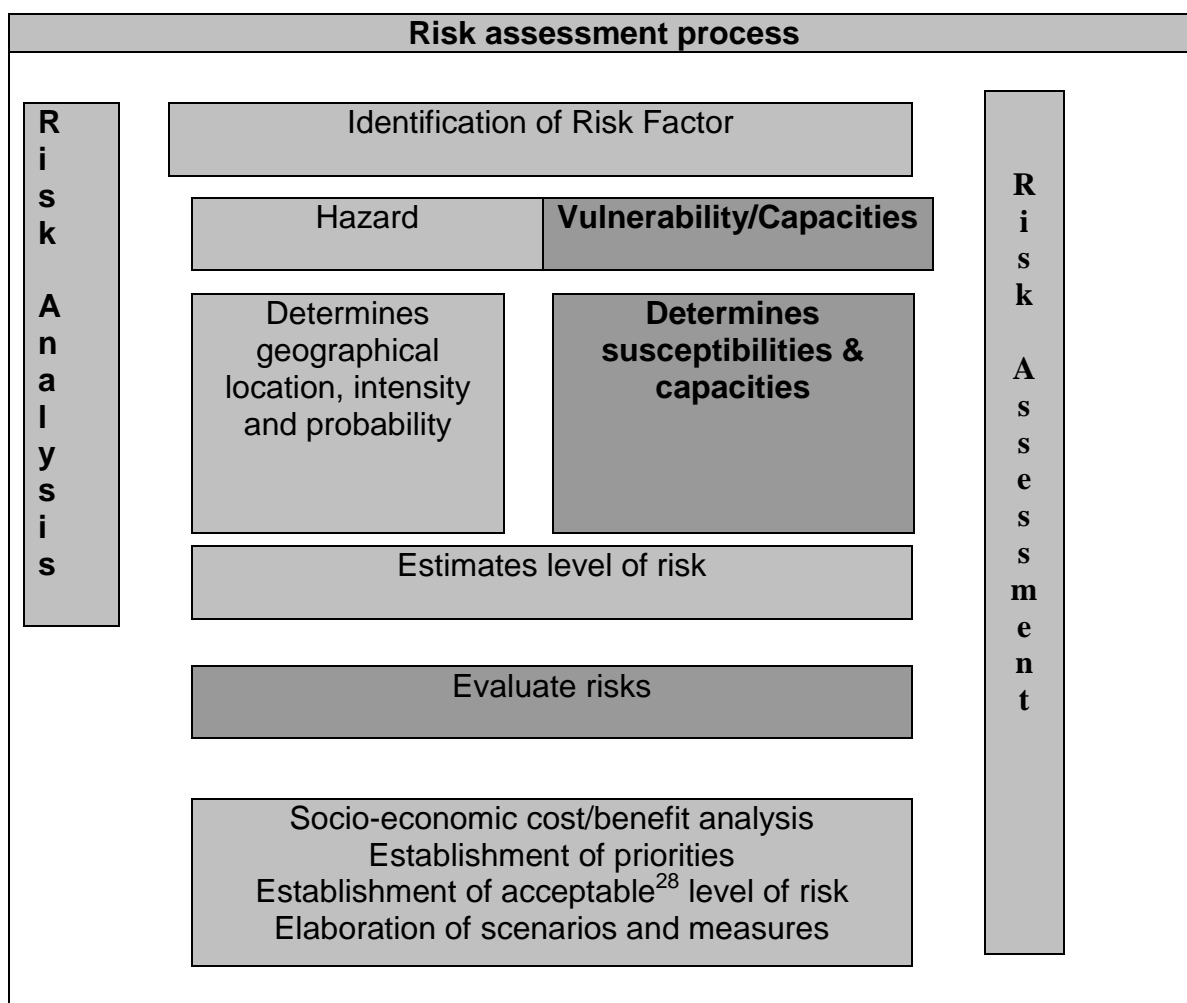 Risk assessment process
Risk Analysis
Identification of Risk Factor
Hazard
Vulnerability/Capacities
Determines
geographical
location, intensity
and probability
Determines
susceptibilities &
capacities
Estimates level of risk
Evaluate risks
Socio-economic cost/benefit analysis
Establishment of priorities
Establishment of acceptable28 level of risk
Elaboration of scenarios and measures
Risk Assessment